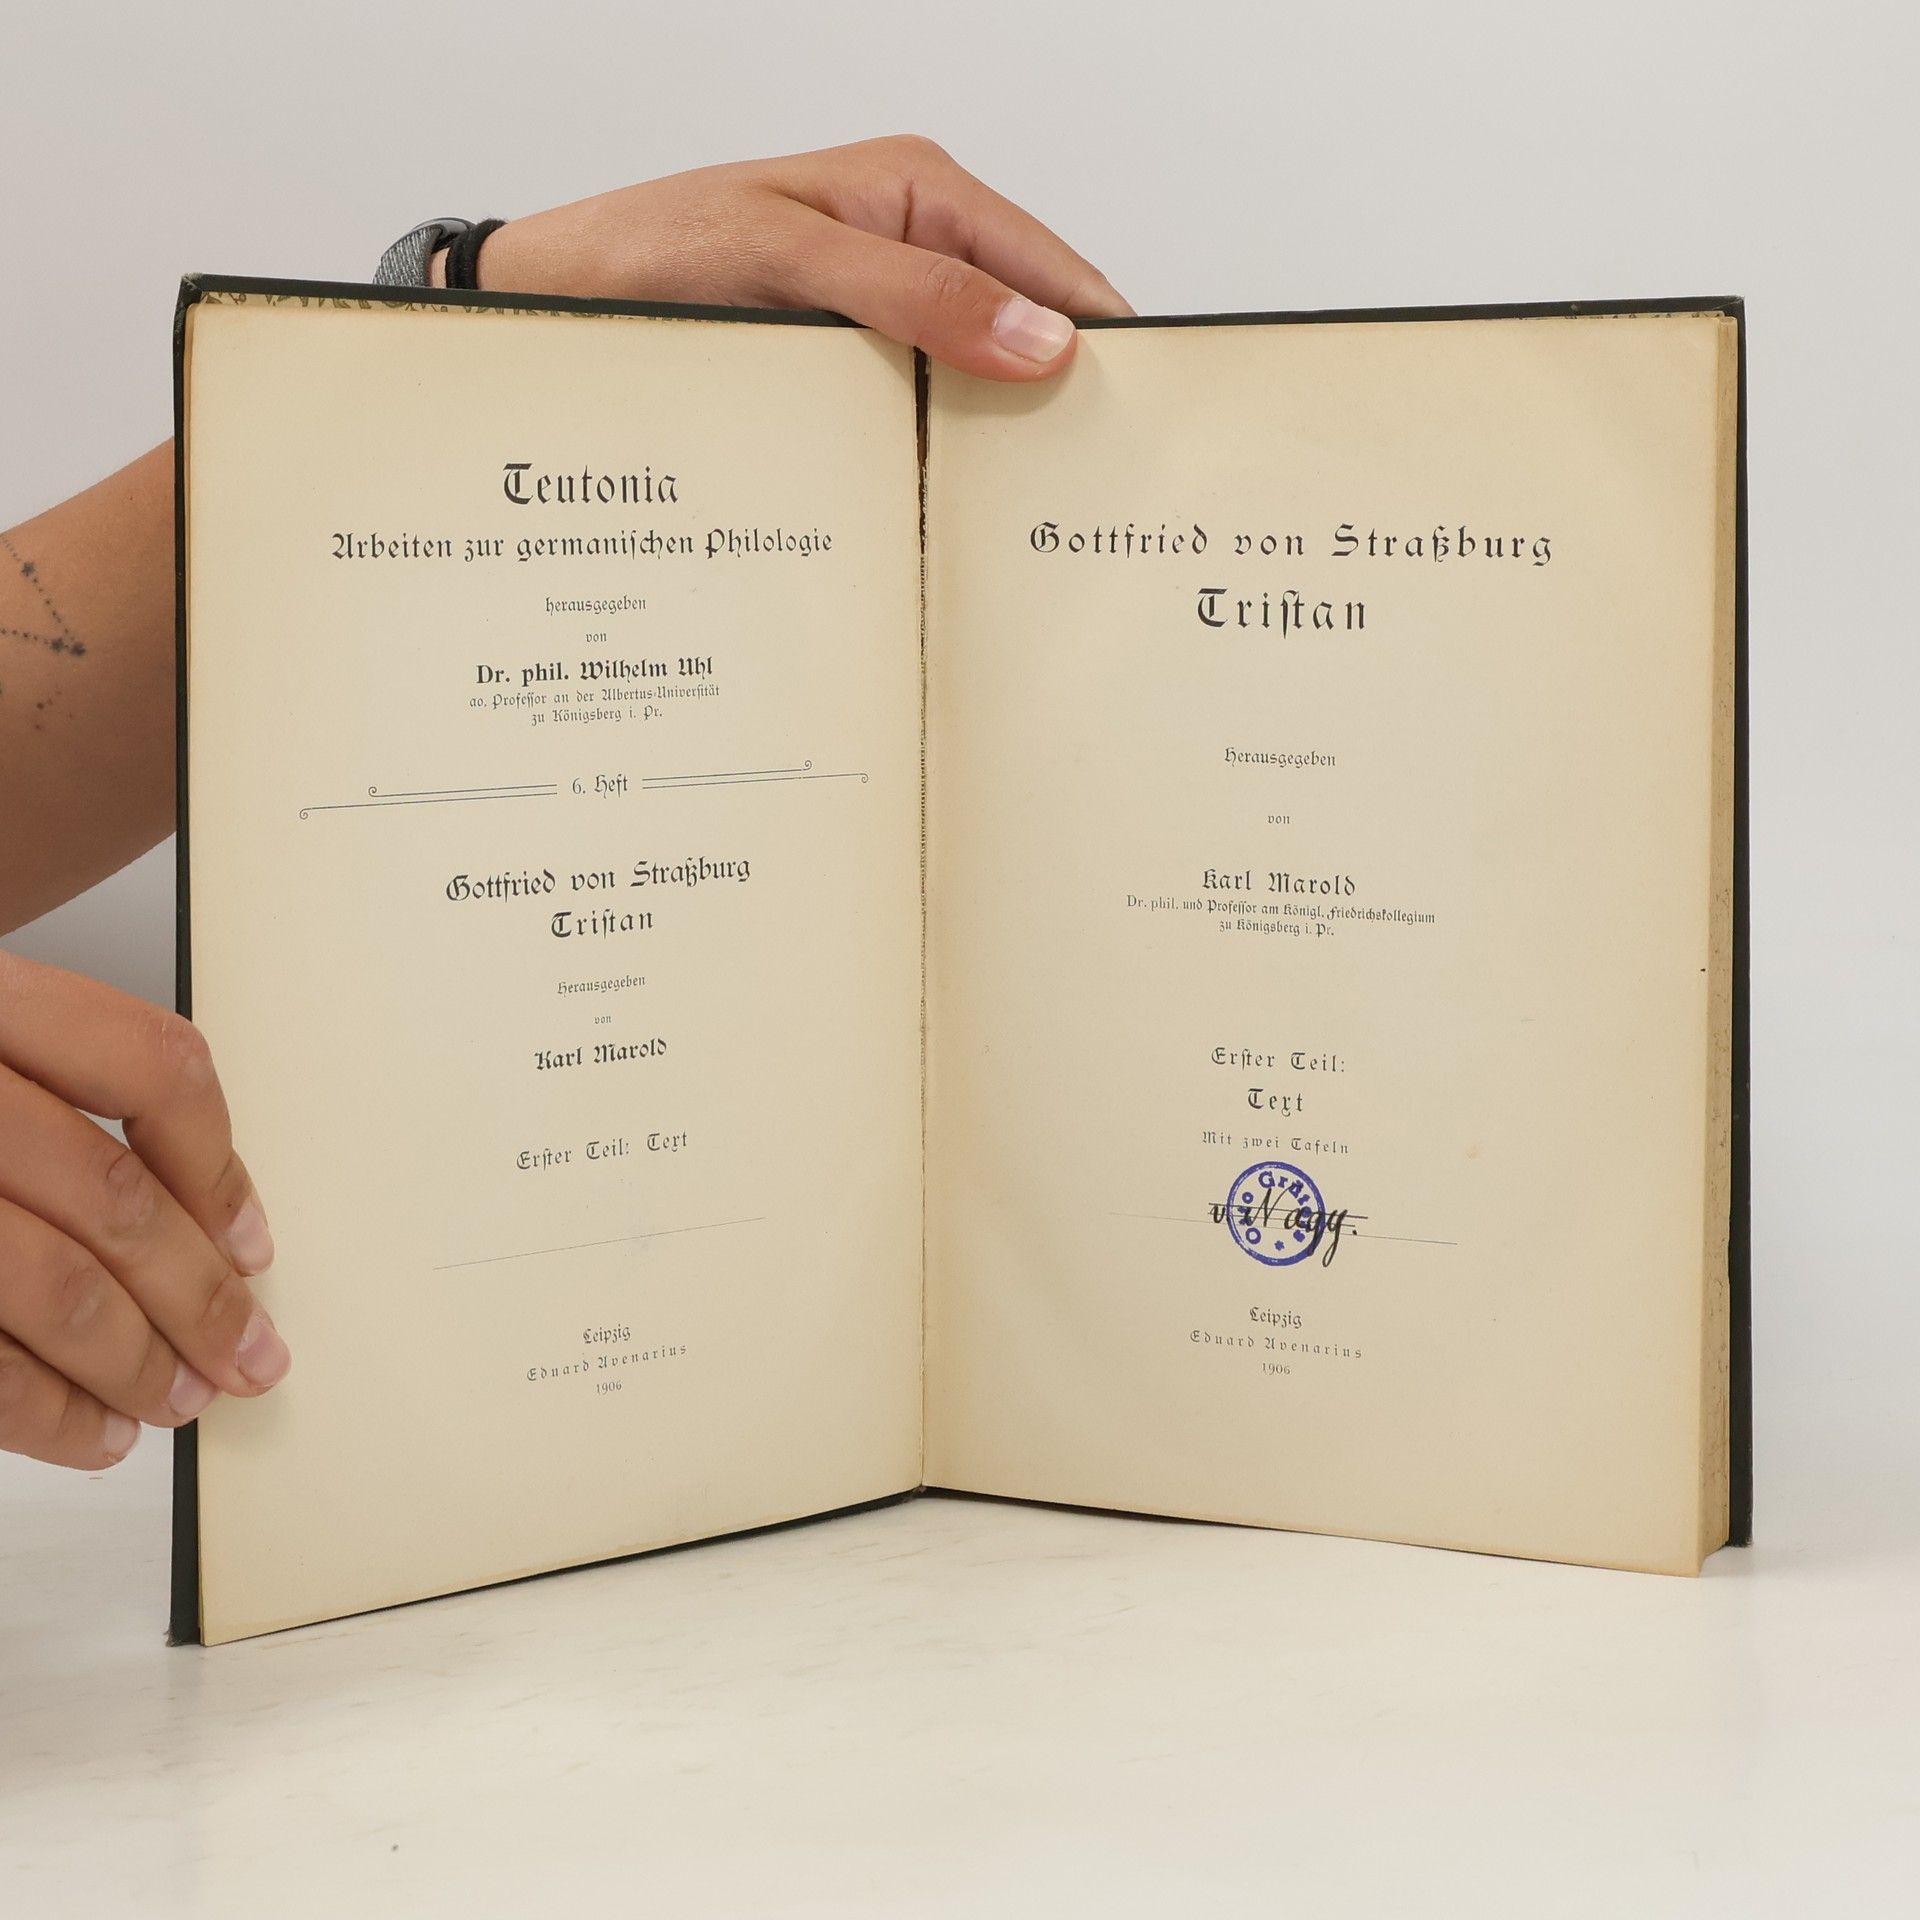 Teutonia
Arbeiten zur germanischen Philologie
herausgegeben
von
Dr. phil. Wilhelm Uhl
ao. Professor an der Albertus-Universität
zu Königsberg i. Pr.
6. Heft
Gottfried von Straßburg
Tristan
Herausgegeben
von
Karl Marold
Erster Teil: Text
Leipzig
Eduard Avenarius
1906
Gottfried von Straßburg
Tristan
Herausgegeben
von
Karl Marold
Dr. phil. und Professor am Königl. Friedrichskollegium
zu Königsberg i. Pr.
Erster Teil:
Text
Mit zwei Tafeln
v. Nagy.
Leipzig
Eduard Avenarius
1906